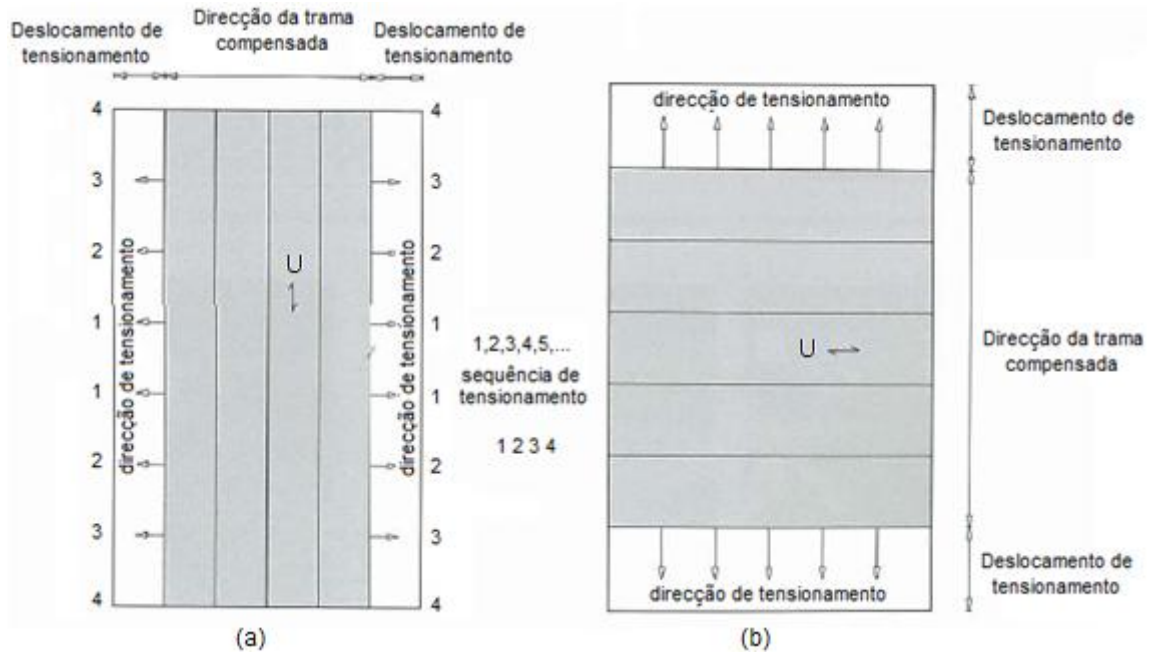 Deslocamento de
tensionamento
Direcção da trama
compensada
Deslocamento de
tensionamento
4
3
2
1
1
2
3
4
direcção de tensionamento
U
direcção de tensionamento
4
3
2
1
1
2
3
4
1,2,3,4,5,...
sequência de
tensionamento
1 2 3 4
(a)
direcção de tensionamento
U
direcção de tensionamento
Deslocamento de
tensionamento
Direcção da trama
compensada
Deslocamento de
tensionamento
(b)